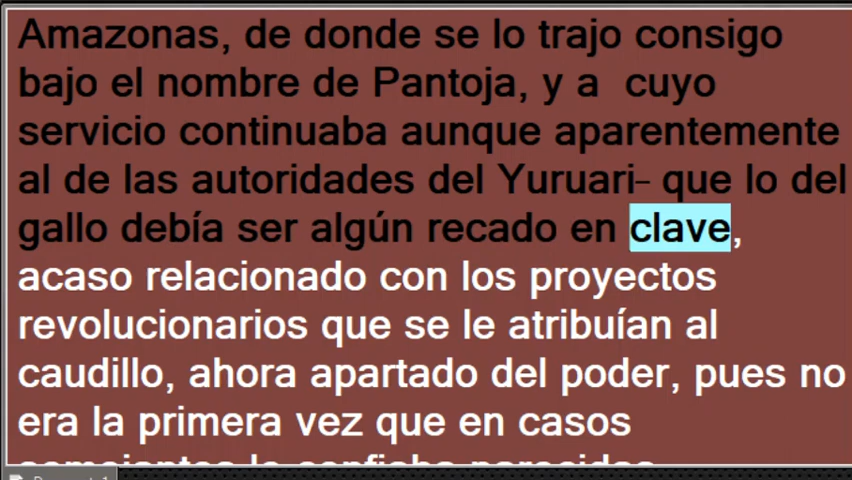 Amazonas, de donde se lo trajo consigo
bajo el nombre de Pantoja, y a  cuyo
servicio continuaba aunque aparentemente
al de las autoridades del Yuruari– que lo del
gallo debía ser algún recado en clave,
acaso relacionado con los proyectos
revolucionarios que se le atribuían al
caudillo, ahora apartado del poder, pues no
era la primera vez que en casos